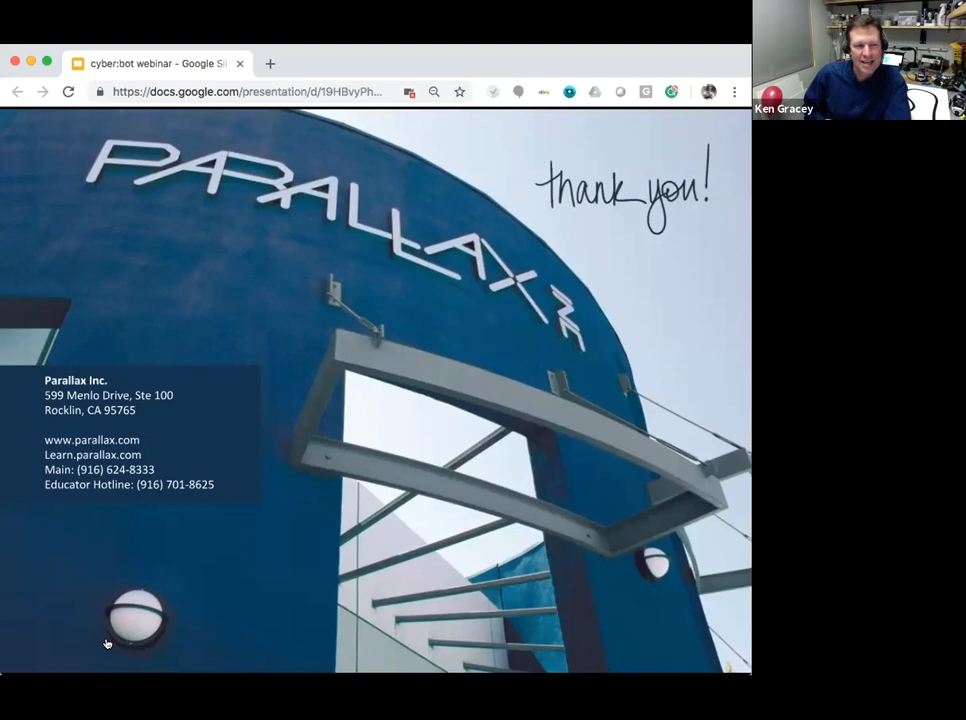 cyber:bot webinar - Google Sli
https://docs.google.com/presentation/d/19HBvyPh...
Ken Gracey
PARALLAX
thank you!
Parallax Inc.
599 Menlo Drive, Ste 100
Rocklin, CA 95765
www.parallax.com
Learn.parallax.com
Main: (916) 624-8333
Educator Hotline: (916) 701-8625